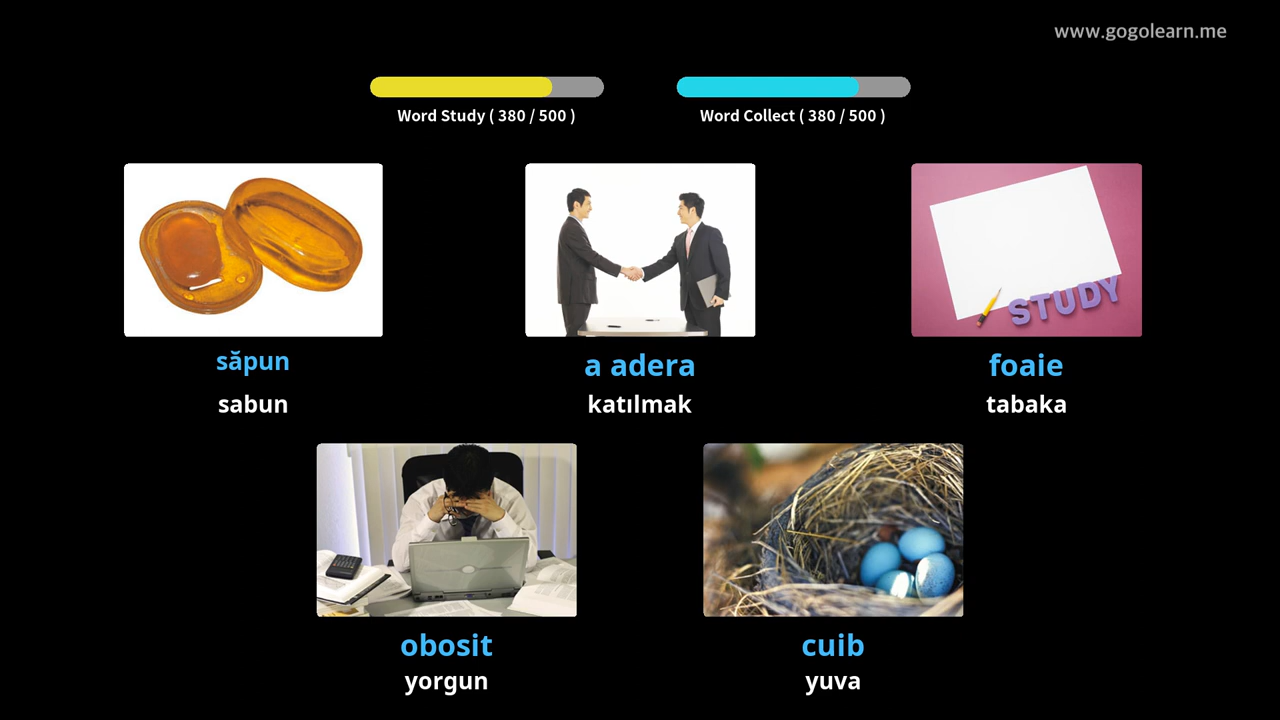 www.gogolearn.me
Word Study ( 380 / 500 )
Word Collect ( 380 / 500 )
STUDY
săpun
sabun
a adera
katılmak
foaie
tabaka
obosit
yorgun
cuib
yuva